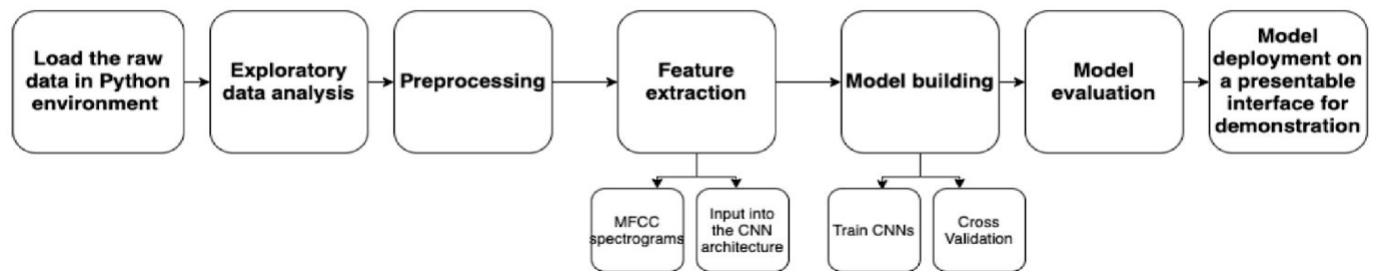 Load the raw
data in Python
environment
Exploratory
data analysis
Preprocessing
Feature
extraction
Model building
Model
evaluation
Model
deployment on
a presentable
interface for
demonstration
MFCC
spectrograms
Input into
the CNN
architecture
Train CNNs
Cross
Validation